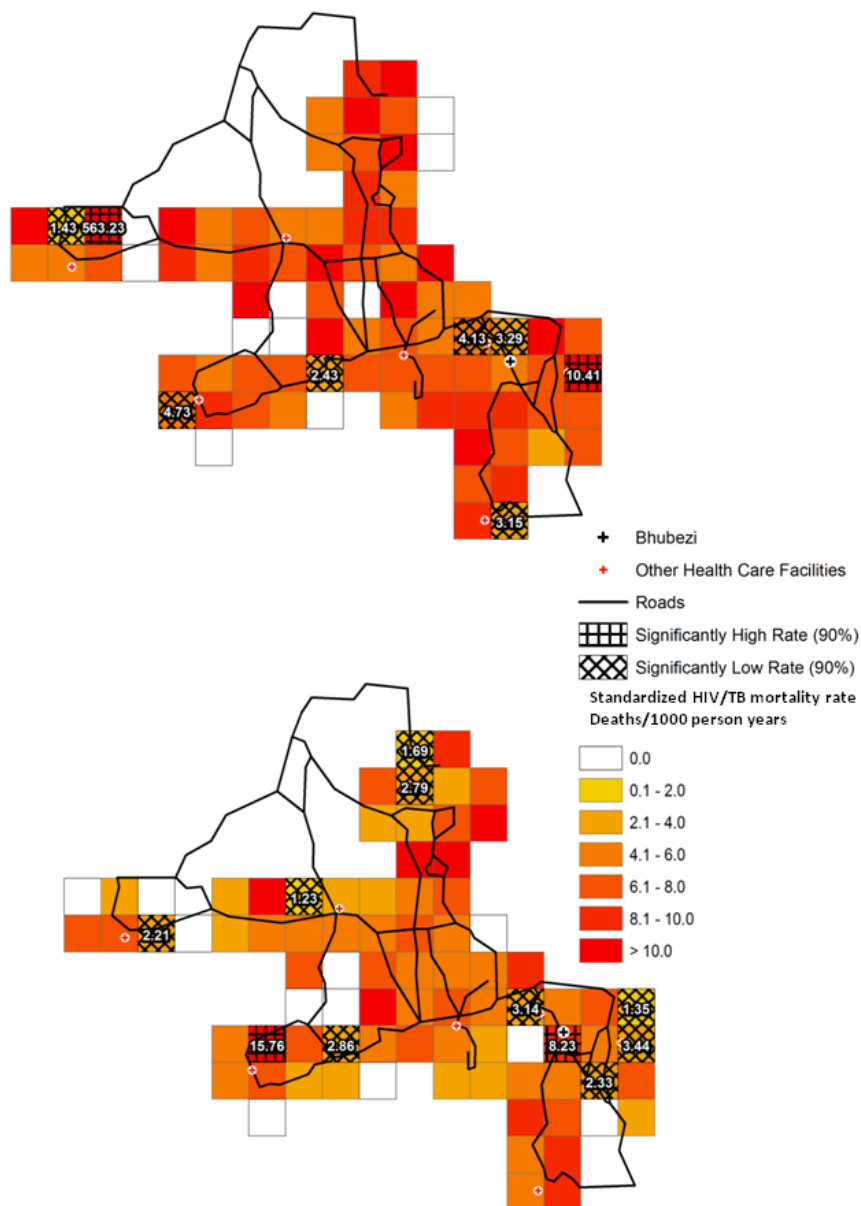 1.43 563.23
4.13 3.29
2.43 10.41
4.73
3.15
Bhubezi
Other Health Care Facilities
Roads
Significantly High Rate (90%)
Significantly Low Rate (90%)
Standardized HIV/TB mortality rate
Deaths/1000 person years
0.0
0.1 - 2.0
2.1 - 4.0
4.1 - 6.0
6.1 - 8.0
8.1 - 10.0
> 10.0
1.69
2.79
1.23
2.21
3.14 1.35
15.76 2.86 8.23 3.44
2.33